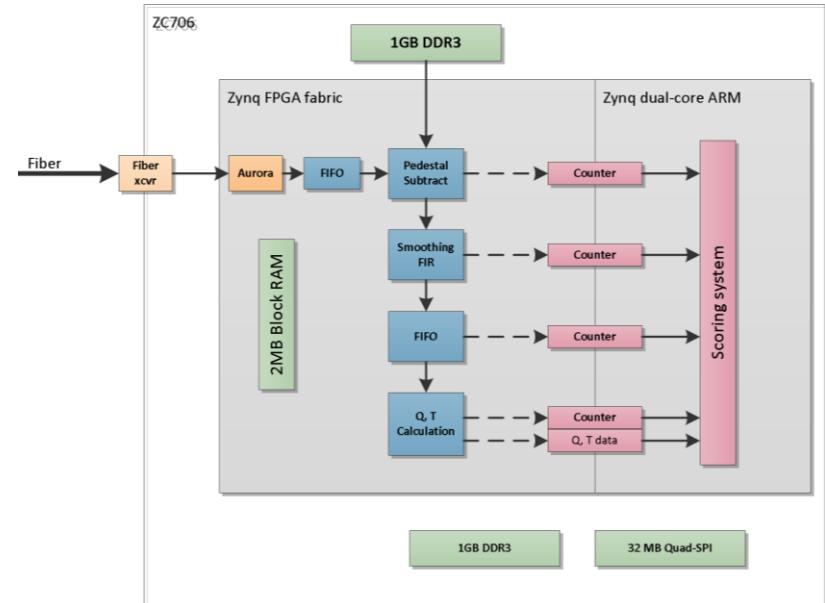 ZC706
1GB DDR3
Zynq FPGA fabric
Zynq dual-core ARM
Fiber
Fiber
xcvr
Aurora
FIFO
Pedestal
Subtract
Counter
Smoothing
FIR
Counter
2MB Block RAM
FIFO
Counter
Scoring system
Q, T
Calculation
Counter
Q, T data
1GB DDR3
32 MB Quad-SPI